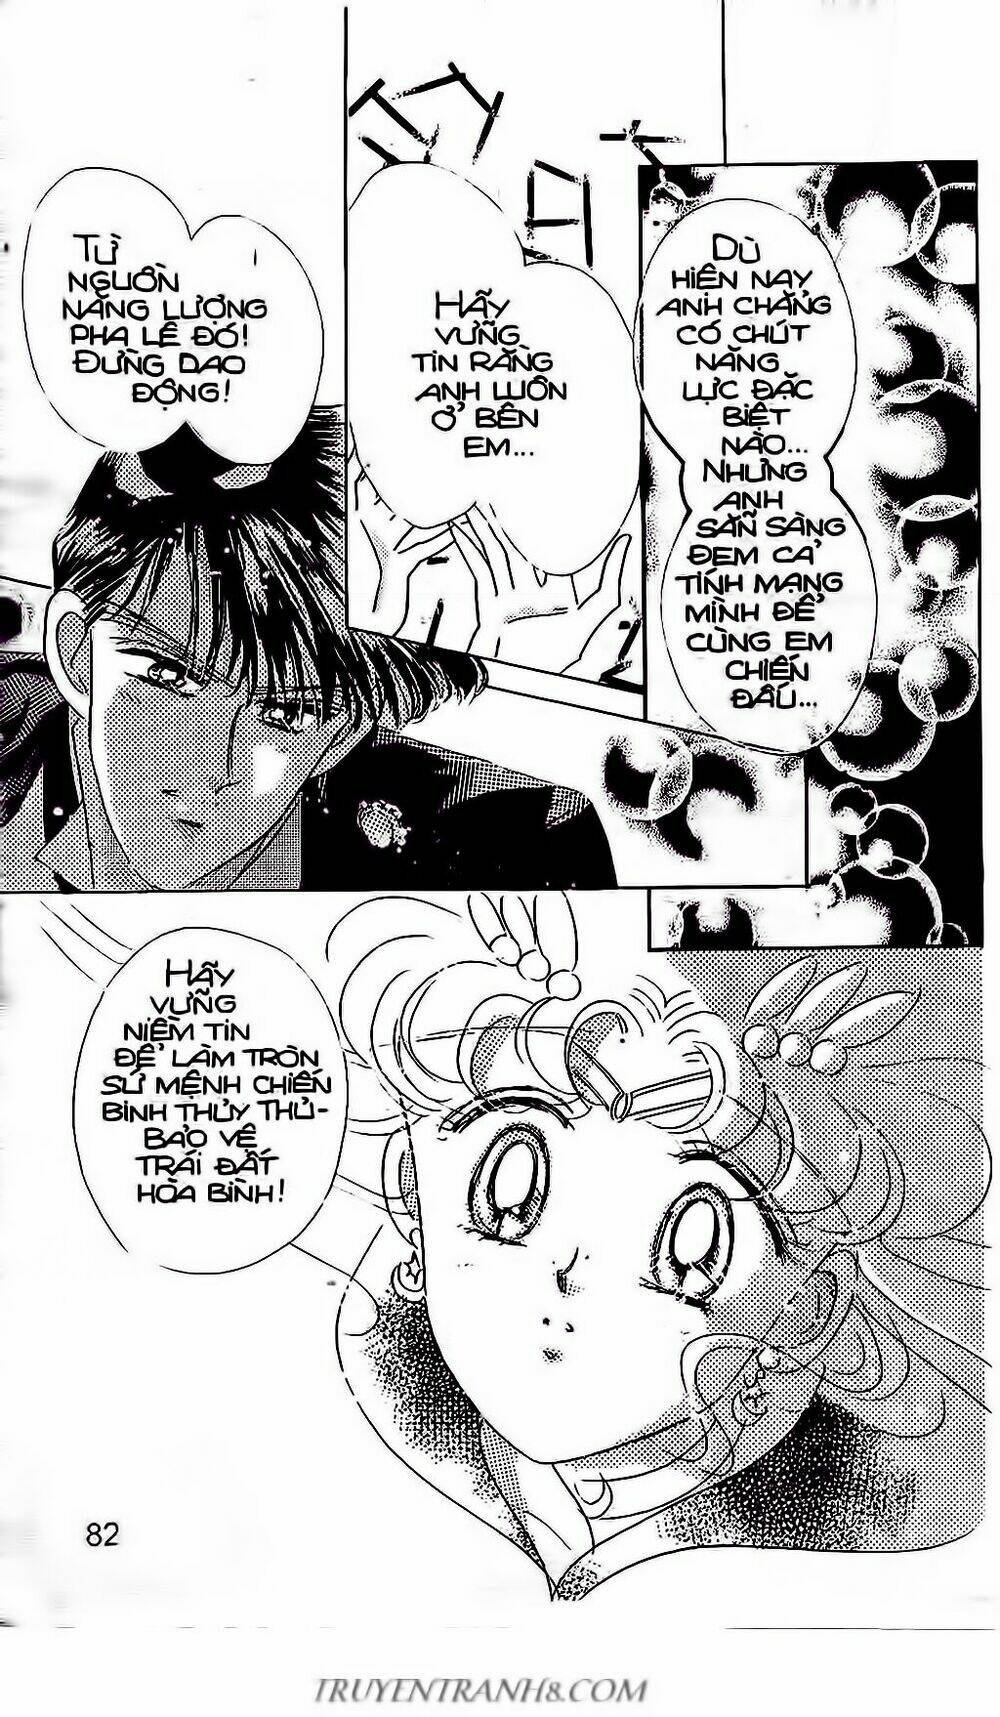 DÙ
HIỆN NAY
ANH CHẲNG
CÓ CHÚT
NĂNG
LỰC ĐẶC
BIỆT
NÀO...
NHƯNG
ANH
SẴN SÀNG
ĐEM CẢ
TÍNH MẠNG
MÌNH ĐỂ
CÙNG EM
CHIẾN
ĐẤU...
HÃY
VỮNG
TIN RẰNG
ANH LUÔN
Ở BÊN
EM...
TỪ
NGUỒN
NĂNG LƯỢNG
PHA LÊ ĐÓ!
ĐỪNG DAO
ĐỘNG!
HÃY
VỮNG
NIỀM TIN
ĐỂ LÀM TRÒN
SỨ MỆNH CHIẾN
BINH THỦY THỦ-
BẢO VỆ
TRÁI ĐẤT
HÒA BÌNH!
82
TRUYENTRANH8.COM